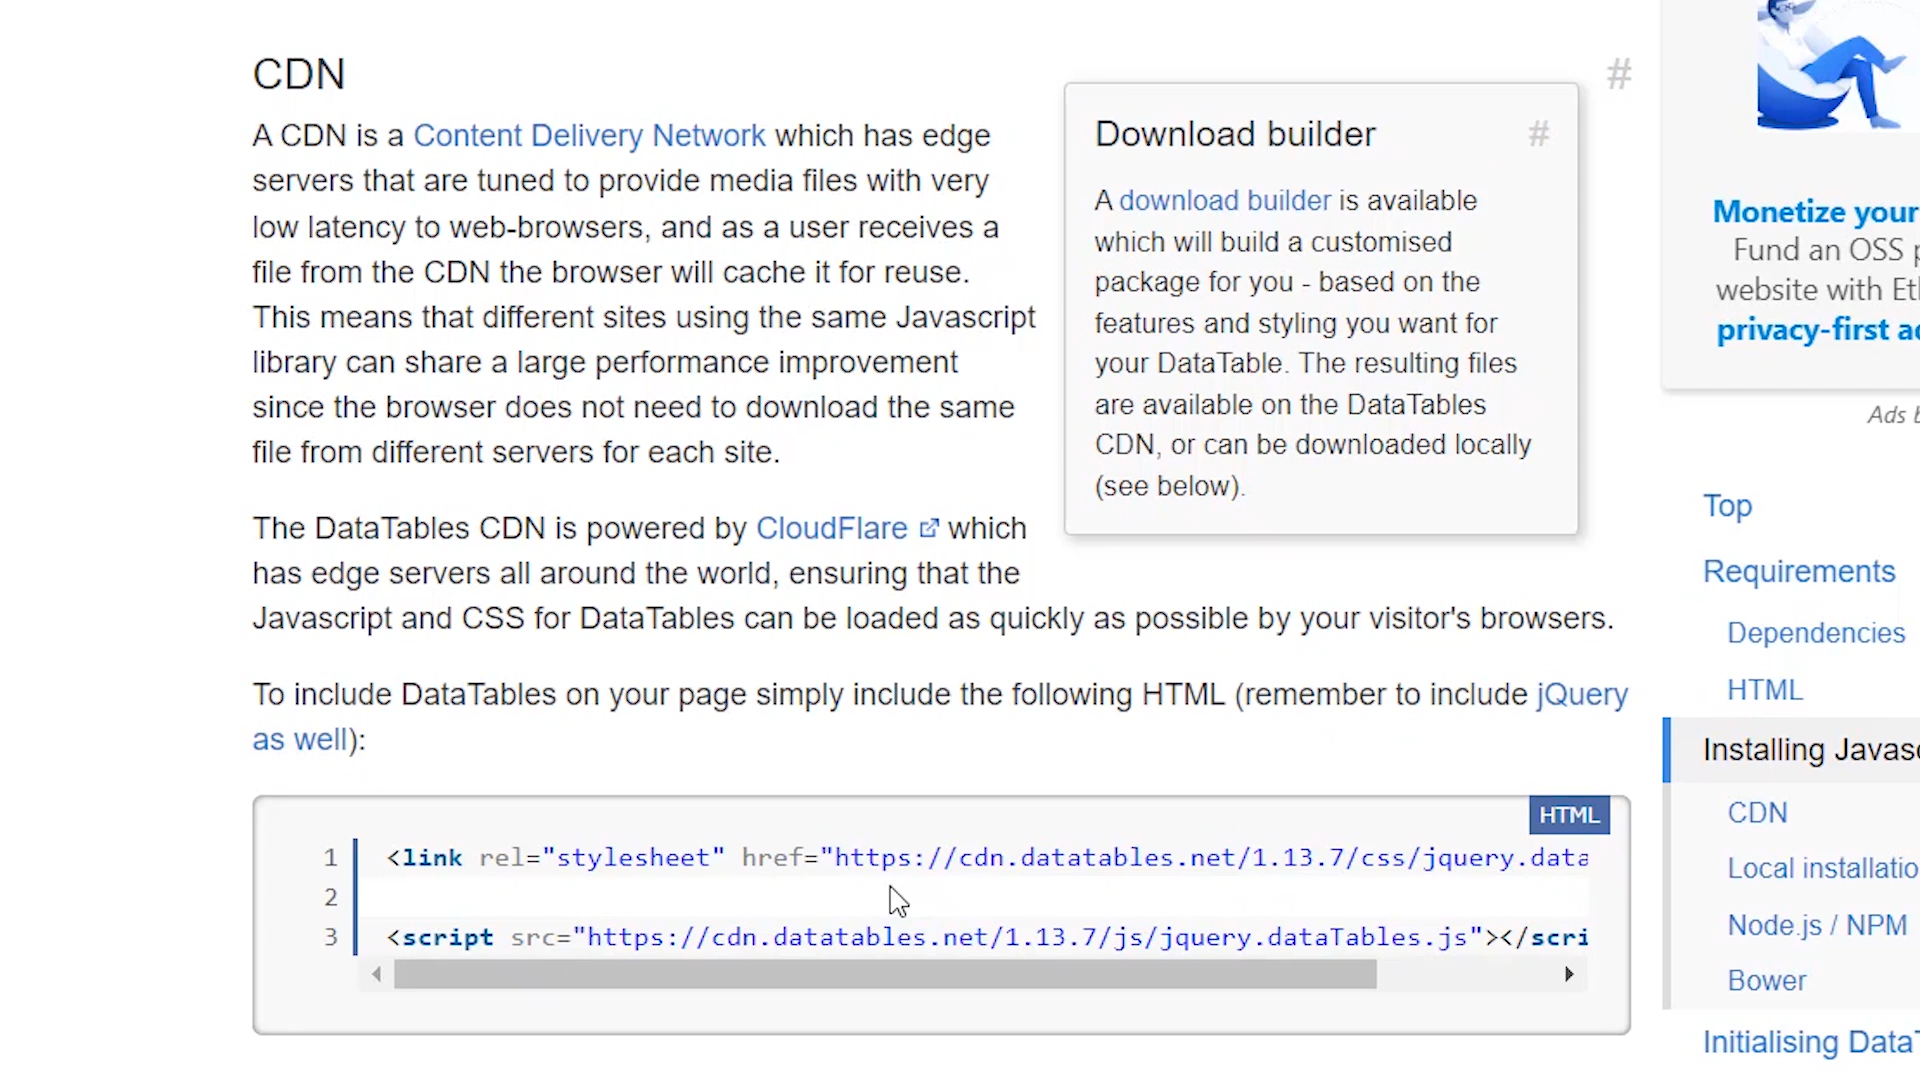 CDN
#
A CDN is a Content Delivery Network which has edge
servers that are tuned to provide media files with very
low latency to web-browsers, and as a user receives a
file from the CDN the browser will cache it for reuse.
This means that different sites using the same Javascript
library can share a large performance improvement
since the browser does not need to download the same
file from different servers for each site.
Download builder
#
A download builder is available
which will build a customised
package for you - based on the
features and styling you want for
your DataTable. The resulting files
are available on the DataTables
CDN, or can be downloaded locally
(see below).
The DataTables CDN is powered by CloudFlare which
has edge servers all around the world, ensuring that the
Javascript and CSS for DataTables can be loaded as quickly as possible by your visitor's browsers.
To include DataTables on your page simply include the following HTML (remember to include jQuery
as well):
HTML
1 <link rel="stylesheet" href="https://cdn.datatables.net/1.13.7/css/jquery.data
2
3 <script src="https://cdn.datatables.net/1.13.7/js/jquery.dataTables.js"></scri
Monetize your
Fund an OSS p
website with Et
privacy-first a
Ads b
Top
Requirements
Dependencies
HTML
Installing Javasc
CDN
Local installatio
Node.js / NPM
Bower
Initialising DataT